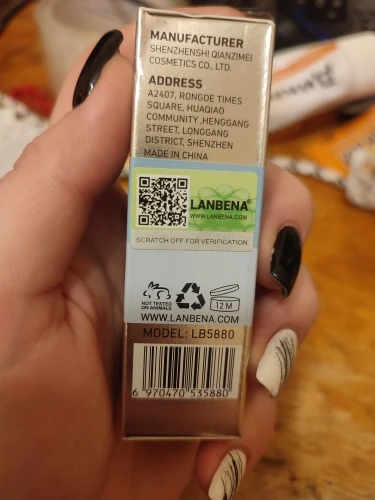 MANUFACTURER
SHENZHENSHI QIANZIMEI
COSMETICS CO., LTD.
ADDRESS
A2407, RONGDE TIMES
SQUARE, HUAQIAO
COMMUNITY ,HENGGANG
STREET, LONGGANG
DISTRICT, SHENZHEN
MADE IN CHINA
LANBENA®
WWW.LANBENA.COM
SCRATCH OFF FOR VERIFICATION
NOT TESTED
ON ANIMALS
12 M
WWW.LANBENA.COM
MODEL: LB5880
6 970470 535880